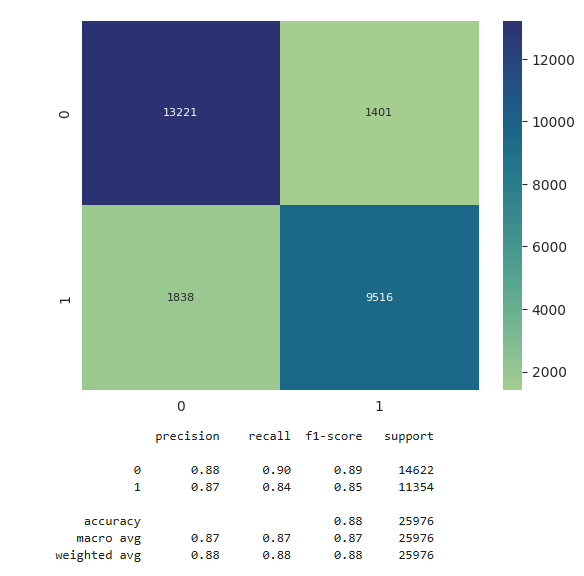 12000
0
13221
1401
10000
8000
6000
1
1838
9516
4000
2000
0
1
precision recall f1-score support
0 0.88 0.90 0.89 14622
1 0.87 0.84 0.85 11354
accuracy 0.88 25976
macro avg 0.87 0.87 0.87 25976
weighted avg 0.88 0.88 0.88 25976